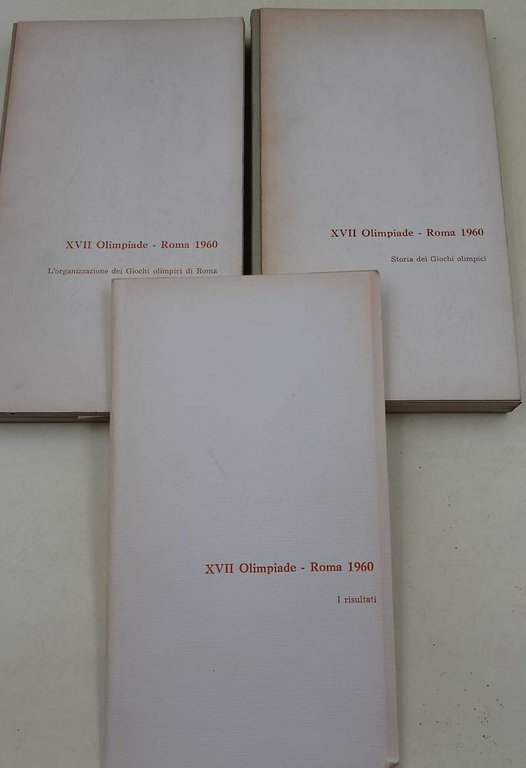 XVII Olimpiade - Roma 1960
L'organizzazione dei Giochi olimpici di Roma
XVII Olimpiade - Roma 1960
Storia dei Giochi olimpici
XVII Olimpiade - Roma 1960
I risultati